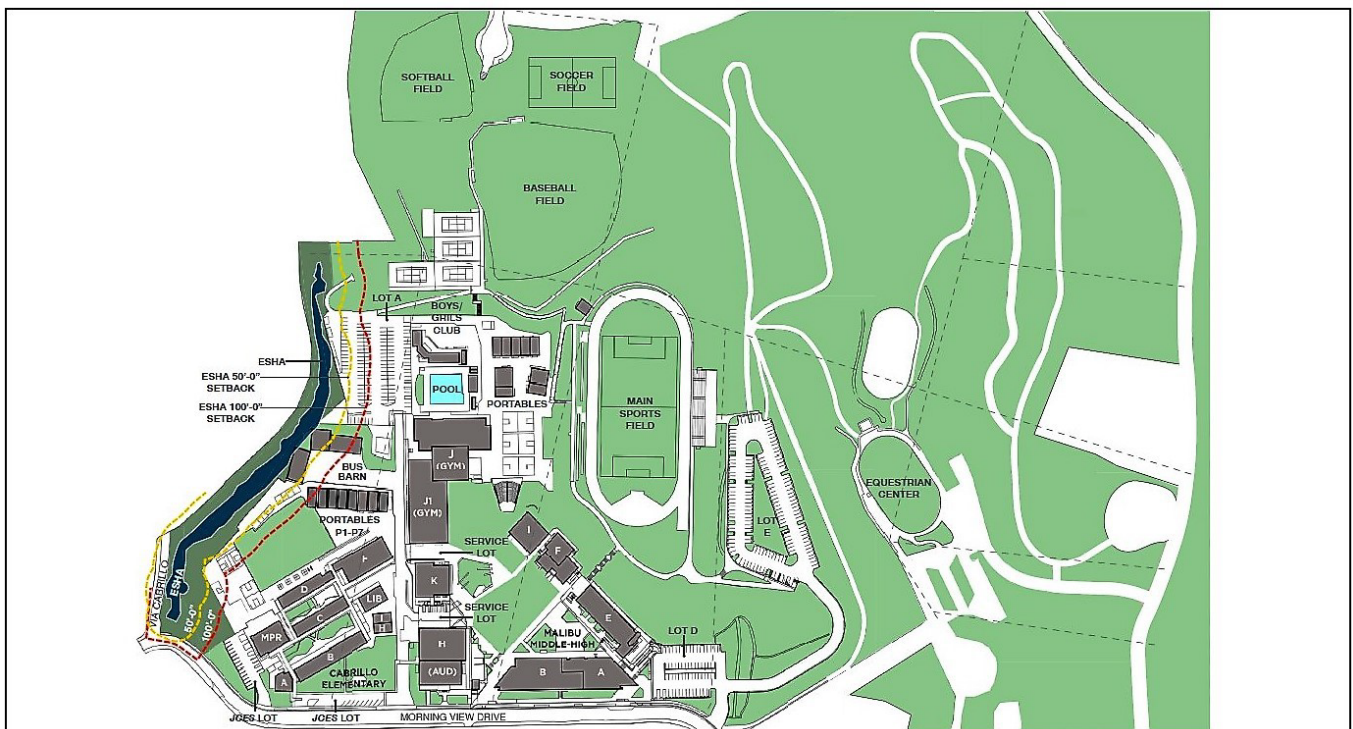 SOFTBALL
FIELD
SOCCER
FIELD
BASEBALL
FIELD
LOT A
BOYS/
GRILS
CLUB
ESHA
ESHA 50'-0"
SETBACK
ESHA 100'-0"
SETBACK
POOL
PORTABLES
MAIN
SPORTS
FIELD
J
(GYM)
BUS
BARN
J1
(GYM)
EQUESTRIAN
CENTER
LOT
E
PORTABLES
P1-P7
SERVICE
LOT
I
F
K
D
LIB
SERVICE
LOT
C
E
I
H
VIA CABRILLO
ESHA
50'-0"
100'-0"
MPR
H
MALIBU
MIDDLE-HIGH
LOT D
B
(AUD)
B
A
CABRILLO
ELEMENTARY
A
JCES LOT
JCES LOT
MORNING VIEW DRIVE